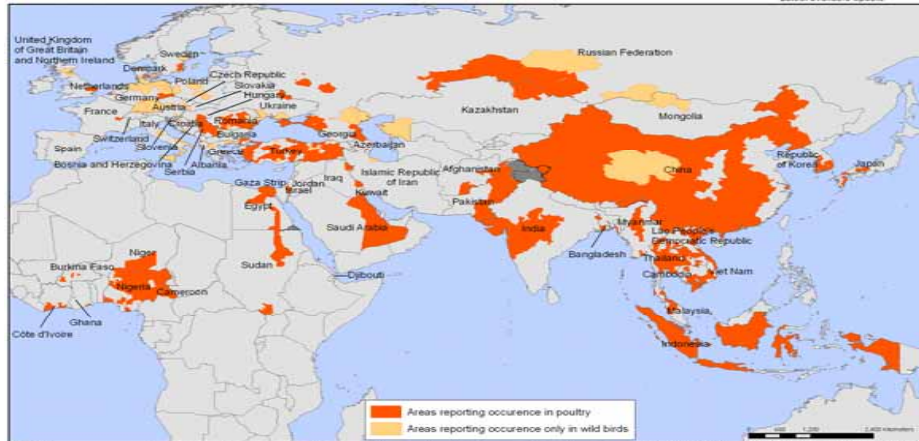 United Kingdom
of Great Britain
and Northern Ireland
Sweden
Denmark
Russian Federation
Netherlands
Poland
Czech Republic
Slovakia
Germany
Hungary
Austria
Ukraine
Kazakhstan
Mongolia
France
Croatia
Romania
Italy
Bulgaria
Georgia
Switzerland
Slovenia
Azerbaijan
Spain
Greece
Turkey
Bosnia and Herzegovina
Albania
Serbia
Islamic Republic
of Iran
Afghanistan
China
Republic
of Korea
Japan
Iraq
Gaza Strip
Jordan
Israel
Kuwait
Pakistan
Egypt
Saudi Arabia
India
Myanmar
Lao People's
Democratic Republic
Bangladesh
Thailand
Niger
Sudan
Djibouti
Cambodia
Viet Nam
Burkina Faso
Nigeria
Cameroon
Malaysia
Ghana
Côte d'Ivoire
Indonesia
Areas reporting occurence in poultry
Areas reporting occurence only in wild birds